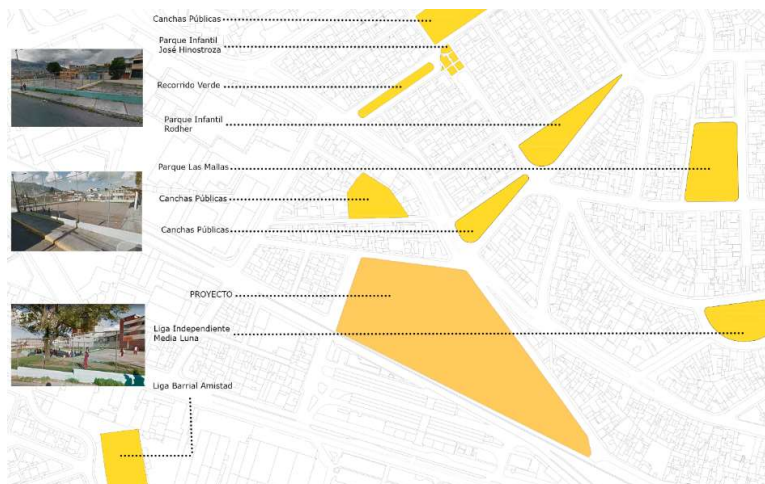 Canchas Públicas
Parque Infantil
José Hinostroza
Recorrido Verde
Parque Infantil
Rodher
Parque Las Mallas
Canchas Públicas
Canchas Públicas
PROYECTO
Liga Independiente
Media Luna
Liga Barrial Amistad